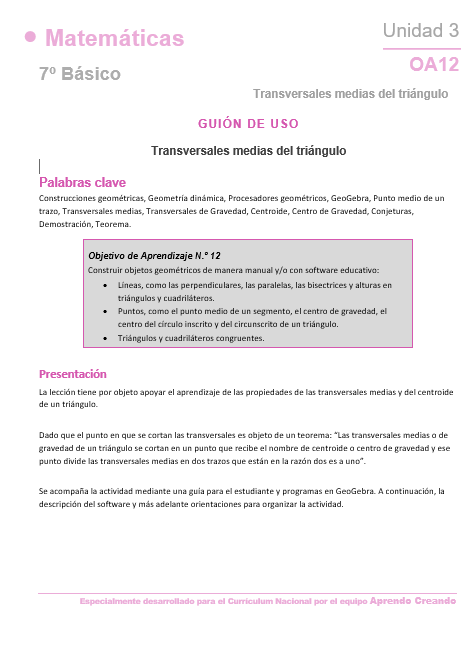 • Matemáticas
Unidad 3
7º Básico
OA12
Transversales medias del triángulo
GUIÓN DE USO
Transversales medias del triángulo
Palabras clave
Construcciones geométricas, Geometría dinámica, Procesadores geométricos, GeoGebra, Punto medio de un
trazo, Transversales medias, Transversales de Gravedad, Centroide, Centro de Gravedad, Conjeturas,
Demostración, Teorema.
Objetivo de Aprendizaje N.º 12
Construir objetos geométricos de manera manual y/o con software educativo:
• Líneas, como las perpendiculares, las paralelas, las bisectrices y alturas en
triángulos y cuadriláteros.
• Puntos, como el punto medio de un segmento, el centro de gravedad, el
centro del círculo inscrito y del circunscrito de un triángulo.
• Triángulos y cuadriláteros congruentes.
Presentación
La lección tiene por objeto apoyar el aprendizaje de las propiedades de las transversales medias y del centroide
de un triángulo.
Dado que el punto en que se cortan las transversales es objeto de un teorema: “Las transversales medias o de
gravedad de un triángulo se cortan en un punto que recibe el nombre de centroide o centro de gravedad y ese
punto divide las transversales medias en dos trazos que están en la razón dos es a uno”.
Se acompaña la actividad mediante una guía para el estudiante y programas en GeoGebra. A continuación, la
descripción del software y más adelante orientaciones para organizar la actividad.
Especialmente desarrollado para el Currículum Nacional por el equipo Aprendo Creando